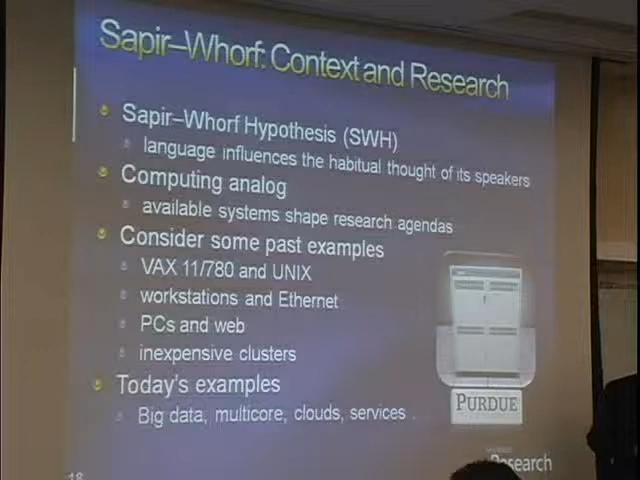 Sapir–Whorf: Context and Research
Sapir–Whorf Hypothesis (SWH)
language influences the habitual thought of its speakers
Computing analog
available systems shape research agendas
Consider some past examples
VAX 11/780 and UNIX
workstations and Ethernet
PCs and web
inexpensive clusters
Today's examples
Big data, multicore, clouds, services
PURDUE
Research
18